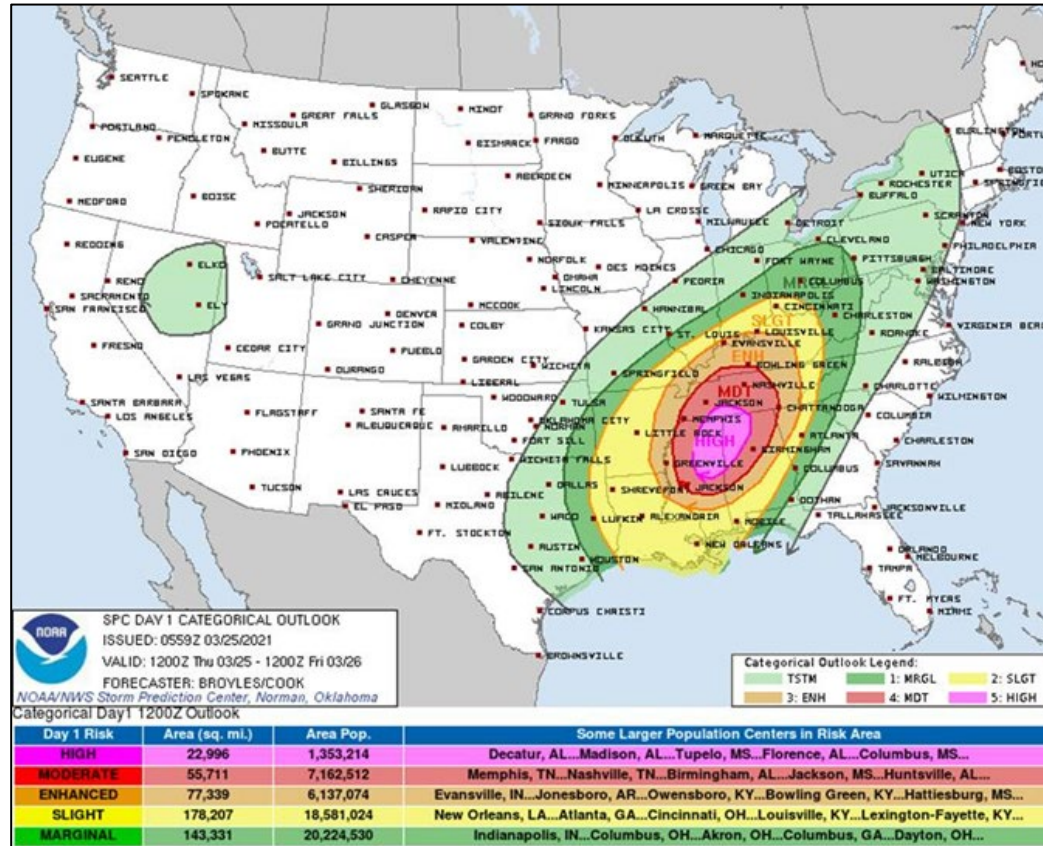 SEATTLE
SPOKANE
PORTLAND
PENDLETON
EUGENE
MEDFORD
BOISE
MISSOULA
GREAT FALLS
GLASGOW
BUTTE
BILLINGS
MINOT
GRAND FORKS
BISMARCK
FARGO
DULUTH
MARQUETTE
ABERDEEN
MINNEAPOLIS
GREEN BAY
BURLINGTON
UTICA
ROCHESTER
BUFFALO
BOSTON
SHERIDAN
RAPID CITY
SIOUX FALLS
LA CROSSE
MILWAUKEE
DETROIT
SCRANTON
NEW YORK
JACKSON
POCATELLO
CASPER
VALENTINE
NORFOLK
CHICAGO
CLEVELAND
PHILADELPHIA
REDDING
ELKO
RENO
SALT LAKE CITY
CHEYENNE
OMAHA
DES MOINES
LINCOLN
FORT WAYNE
PITTSBURGH
BALTIMORE
WASHINGTON
PEORIA
COLUMBUS
SACRAMENTO
SAN FRANCISCO
ELY
GRAND JUNCTION
DENVER
MCCOOK
COLBY
HANNIBAL
INDIANAPOLIS
CINCINNATI
CHARLESTON
KANSAS CITY
ST. LOUIS
SLGT
LOUISVILLE
ROANOKE
FRESNO
CEDAR CITY
PUEBLO
GARDEN CITY
WICHITA
EVANSVILLE
ENH
BOWLING GREEN
RALEIGH
LAS VEGAS
DURANGO
LIBERAL
SPRINGFIELD
NASHVILLE
CHARLOTTE
WILMINGTON
SANTA BARBARA
LOS ANGELES
FLAGSTAFF
SANTA FE
ALBUQUERQUE
WOODWARD
TULSA
MDT
JACKSON
CHATTANOOGA
COLUMBIA
AMARILLO
OKLAHOMA CITY
NORMAN
FORT SILL
LITTLE ROCK
MEMPHIS
HIGH
ATLANTA
CHARLESTON
SAN DIEGO
PHOENIX
LUBBOCK
WICHITA FALLS
GREENVILLE
BIRMINGHAM
COLUMBUS
SAVANNAH
TUCSON
LAS CRUCES
EL PASO
MIDLAND
ABILENE
DALLAS
SHREVEPORT
JACKSON
DOTHAN
JACKSONVILLE
FT. STOCKTON
WACO
LUFKIN
ALEXANDRIA
MOBILE
TALLAHASSEE
AUSTIN
SAN ANTONIO
HOUSTON
NEW ORLEANS
ORLANDO
MELBOURNE
TAMPA
CORPUS CHRISTI
FT. MYERS
MIAMI
BROWNSVILLE
NOAA
SPC DAY 1 CATEGORICAL OUTLOOK
ISSUED: 0559Z 03/25/2021
VALID: 1200Z Thu 03/25 - 1200Z Fri 03/26
FORECASTER: BROYLES/COOK
NOAA/NWS Storm Prediction Center, Norman, Oklahoma
Categorical Outlook Legend:
TSTM 1: MRGL 2: SLGT
3: ENH 4: MDT 5: HIGH
Categorical Day1 1200Z Outlook
Day 1 Risk Area (sq. mi.) Area Pop. Some Larger Population Centers in Risk Area
HIGH 22,996 1,353,214 Decatur, AL...Madison, AL...Tupelo, MS...Florence, AL...Columbus, MS...
MODERATE 55,711 7,162,512 Memphis, TN...Nashville, TN...Birmingham, AL...Jackson, MS...Huntsville, AL...
ENHANCED 77,339 6,137,074 Evansville, IN...Jonesboro, AR...Owensboro, KY...Bowling Green, KY...Hattiesburg, MS...
SLIGHT 178,207 18,581,024 New Orleans, LA...Atlanta, GA...Cincinnati, OH...Louisville, KY...Lexington-Fayette, KY...
MARGINAL 143,331 20,224,530 Indianapolis, IN...Columbus, OH...Akron, OH...Columbus, GA...Dayton, OH...